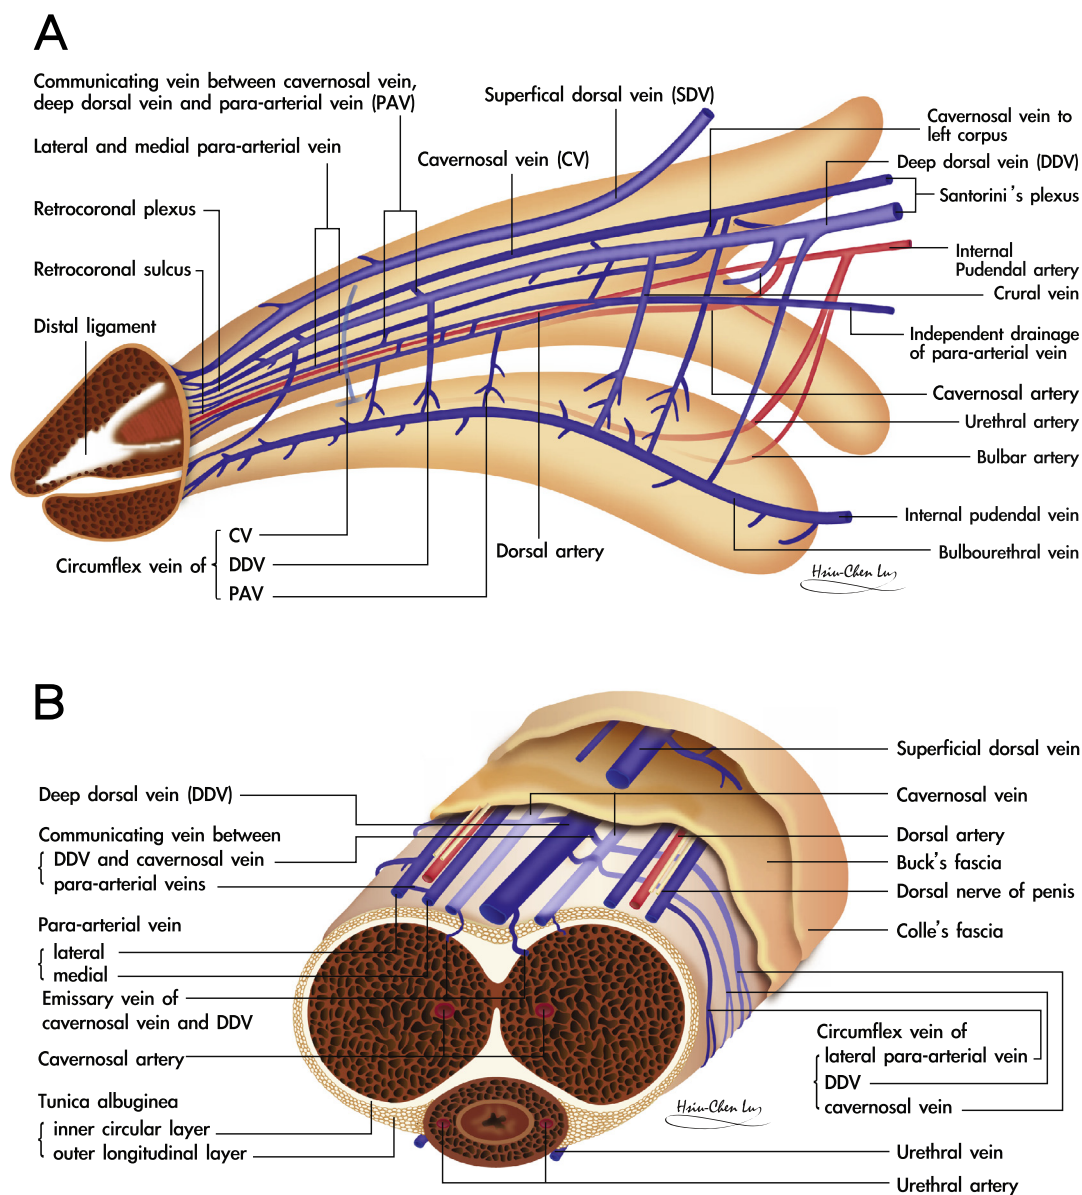 A
Communicating vein between cavernosal vein,
deep dorsal vein and para-arterial vein (PAV)
Superfical dorsal vein (SDV)
Cavernosal vein to
left corpus
Lateral and medial para-arterial vein
Cavernosal vein (CV)
Deep dorsal vein (DDV)
Santorini's plexus
Retrocoronal plexus
Internal
Pudendal artery
Retrocoronal sulcus
Crural vein
Distal ligament
Independent drainage
of para-arterial vein
Cavernosal artery
Urethral artery
Bulbar artery
Internal pudendal vein
Circumflex vein of
CV
DDV
PAV
Dorsal artery
Bulbourethral vein
Hsiu-Chen Lu
B
Superficial dorsal vein
Deep dorsal vein (DDV)
Cavernosal vein
Communicating vein between
DDV and cavernosal vein
para-arterial veins
Dorsal artery
Buck's fascia
Dorsal nerve of penis
Para-arterial vein
lateral
medial
Colle's fascia
Emissary vein of
cavernosal vein and DDV
Cavernosal artery
Circumflex vein of
lateral para-arterial vein
DDV
cavernosal vein
Tunica albuginea
inner circular layer
outer longitudinal layer
Hsiu-Chen Lu
Urethral vein
Urethral artery